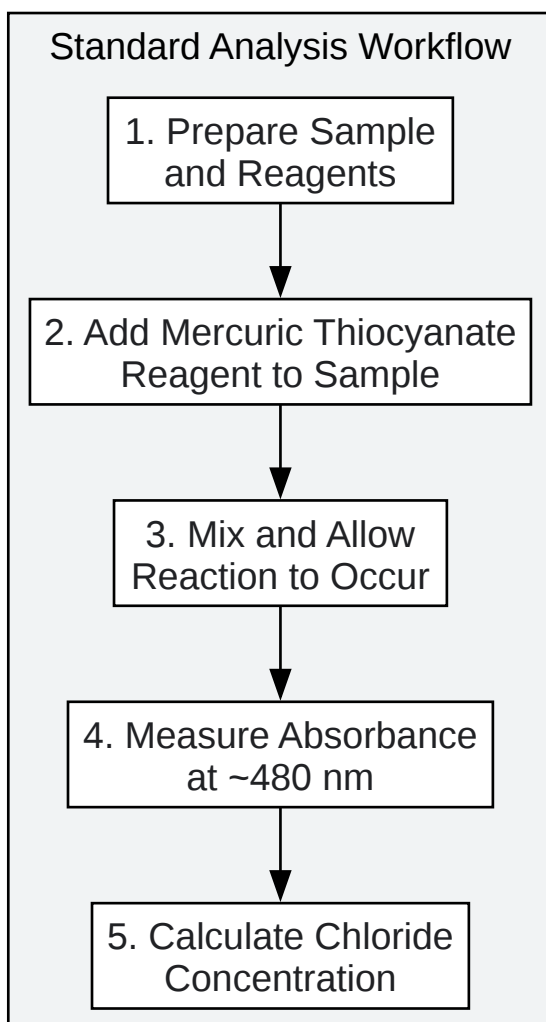 Standard Analysis Workflow
1. Prepare Sample
and Reagents
2. Add Mercuric Thiocyanate
Reagent to Sample
3. Mix and Allow
Reaction to Occur
4. Measure Absorbance
at ~480 nm
5. Calculate Chloride
Concentration